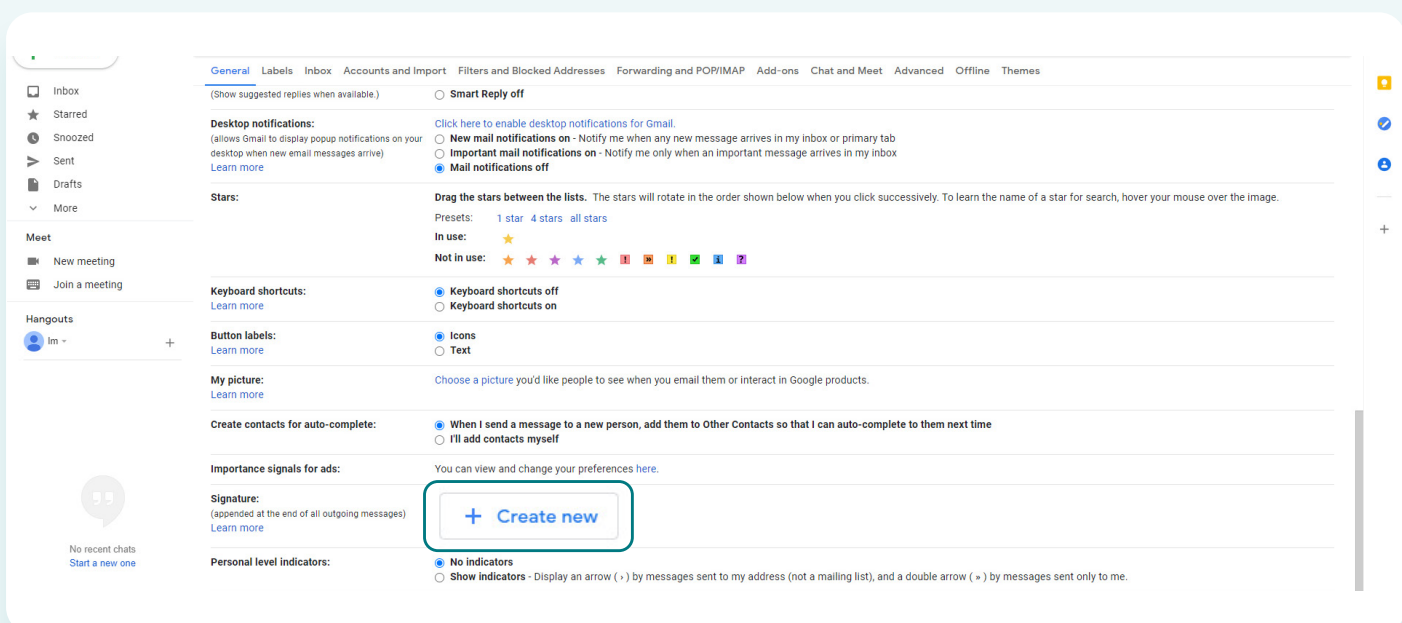 General Labels Inbox Accounts and Import Filters and Blocked Addresses Forwarding and POP/IMAP Add-ons Chat and Meet Advanced Offline Themes
Inbox
Starred
Snoozed
Sent
Drafts
More
Meet
New meeting
Join a meeting
Hangouts
Im
No recent chats
Start a new one
(Show suggested replies when available.)
Smart Reply off
Desktop notifications:
(allows Gmail to display popup notifications on your
desktop when new email messages arrive)
Learn more
Click here to enable desktop notifications for Gmail.
New mail notifications on - Notify me when any new message arrives in my inbox or primary tab
Important mail notifications on - Notify me only when an important message arrives in my inbox
Mail notifications off
Stars:
Drag the stars between the lists. The stars will rotate in the order shown below when you click successively. To learn the name of a star for search, hover your mouse over the image.
Presets: 1 star 4 stars all stars
In use:
Not in use: ! » ! i ?
Keyboard shortcuts:
Learn more
Keyboard shortcuts off
Keyboard shortcuts on
Button labels:
Learn more
Icons
Text
My picture:
Learn more
Choose a picture you'd like people to see when you email them or interact in Google products.
Create contacts for auto-complete:
When I send a message to a new person, add them to Other Contacts so that I can auto-complete to them next time
I'll add contacts myself
Importance signals for ads:
You can view and change your preferences here.
Signature:
(appended at the end of all outgoing messages)
Learn more
+ Create new
Personal level indicators:
No indicators
Show indicators - Display an arrow ( › ) by messages sent to my address (not a mailing list), and a double arrow ( » ) by messages sent only to me.